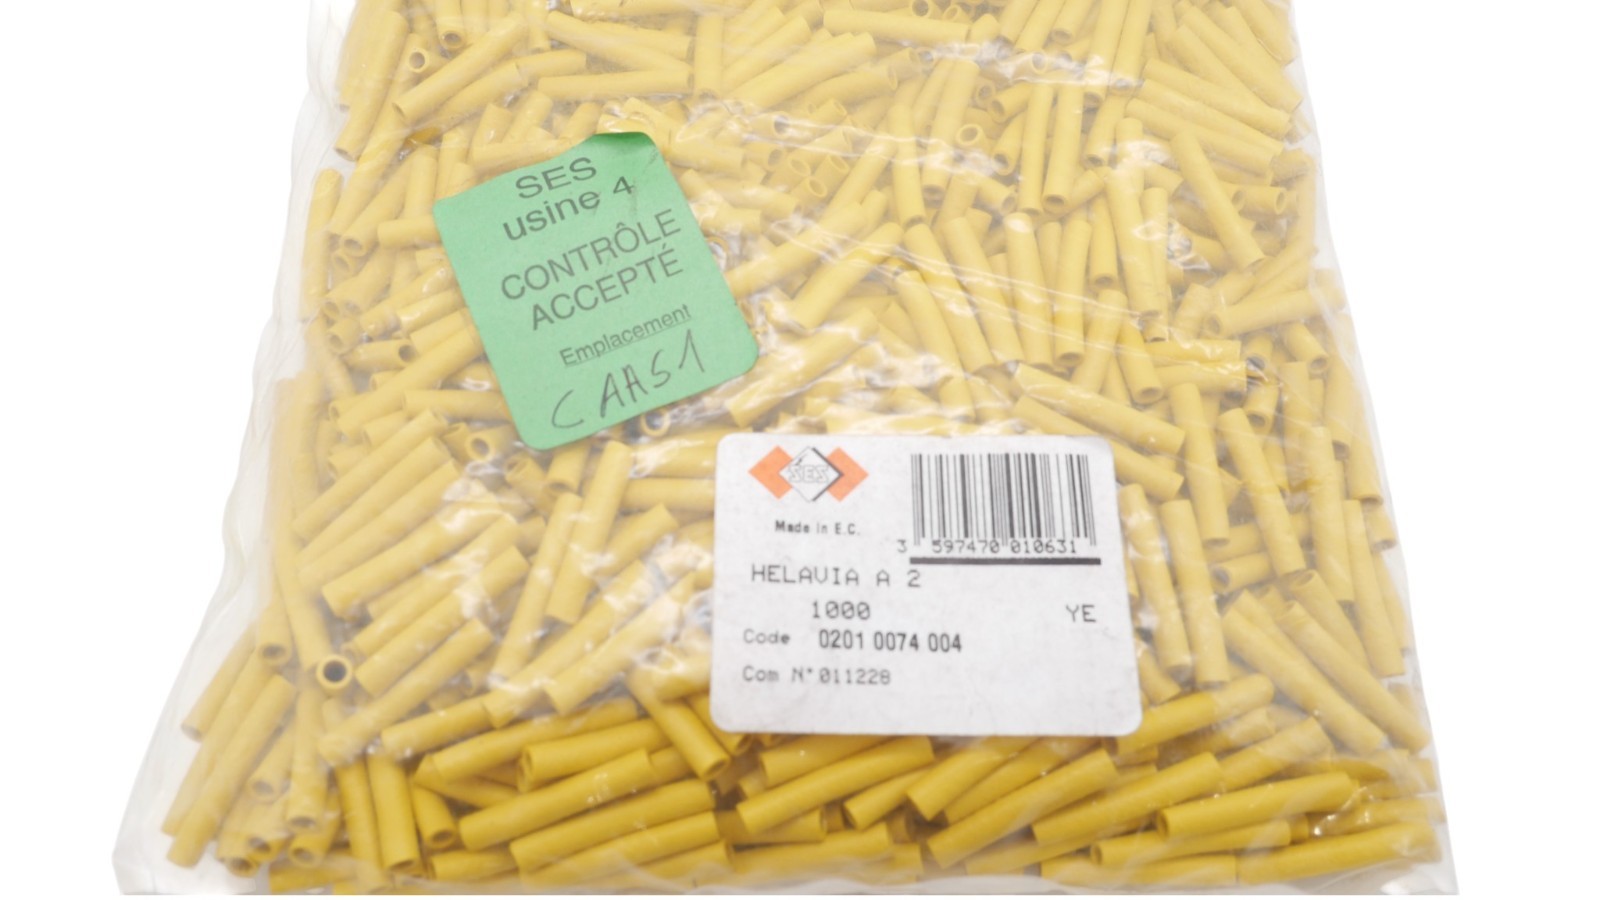 SES
usine 4
CONTRÔLE
ACCEPTÉ
Emplacement
CAAS1
SES
Made in E.C.
3 597470 010631
HELAVIA A 2
1000
YE
Code 0201 0074 004
Com N° 011228